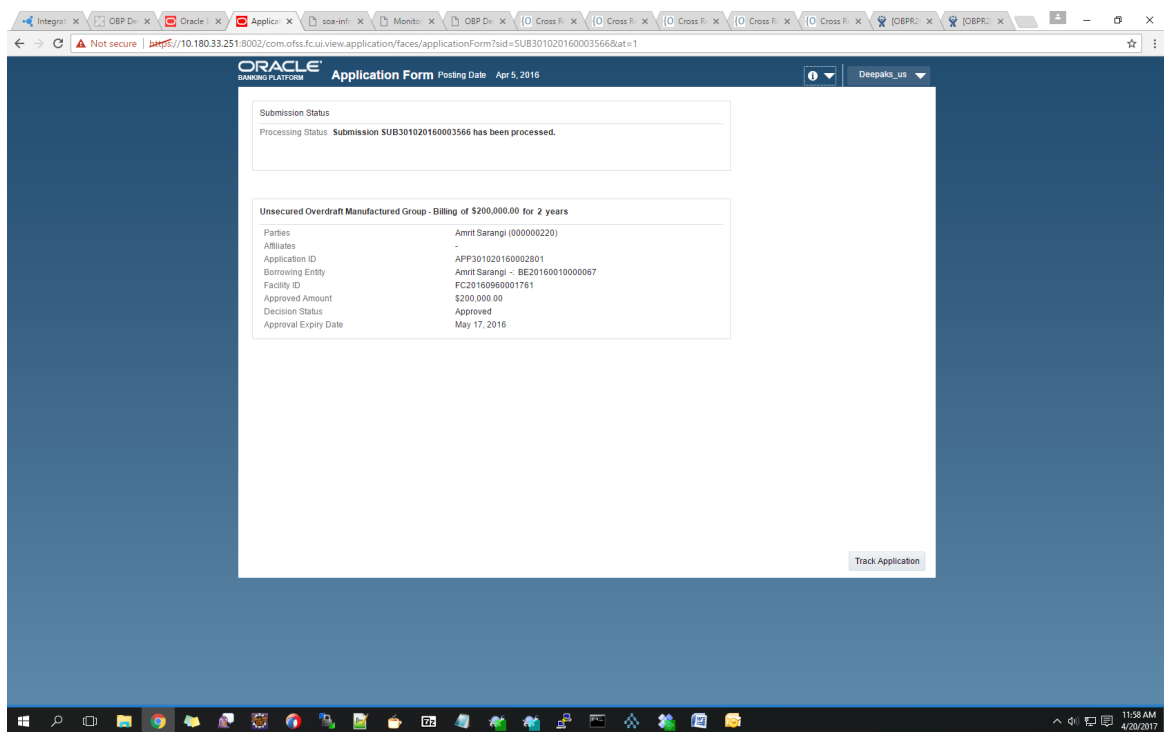 Integrat
OBP De
Oracle
Applicat
soa-infr
Monitor
OBP De
Cross R
Cross R
Cross R
Cross R
Cross R
[OBPR2
[OBPR2
Not secure | https://10.180.33.251:8002/com.ofss.fc.ui.view.application/faces/applicationForm?sid=SUB301020160003566&at=1
ORACLE
BANKING PLATFORM
Application Form Posting Date Apr 5, 2016
Deepaks_us
Submission Status
Processing Status Submission SUB301020160003566 has been processed.
Unsecured Overdraft Manufactured Group - Billing of $200,000.00 for 2 years
Parties Amrit Sarangi (000000220)
Affiliates -
Application ID APP301020160002801
Borrowing Entity Amrit Sarangi -: BE20160010000067
Facility ID FC20160960001761
Approved Amount $200,000.00
Decision Status Approved
Approval Expiry Date May 17, 2016
Track Application
11:58 AM
4/20/2017